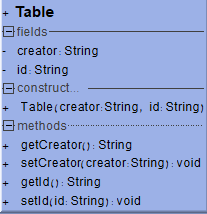 + Table
fields
- creator: String
- id: String
construct...
+ Table(creator:String, id: String)
methods
+ getCreator(): String
+ setCreator(creator:String): void
+ getId(): String
+ setId(id: String): void